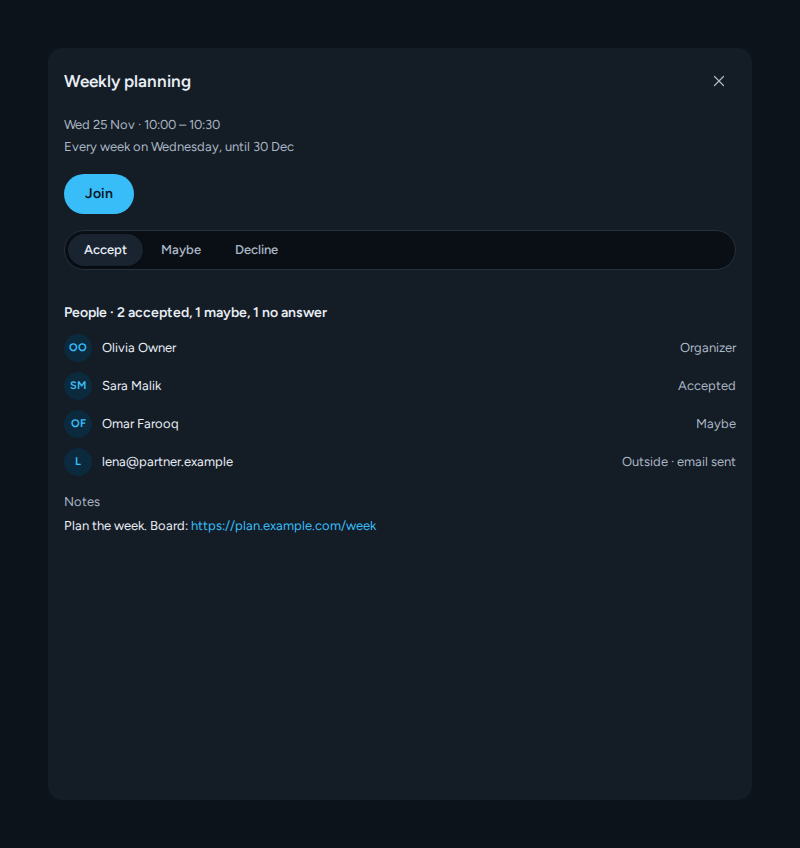 Weekly planning
Wed 25 Nov · 10:00 – 10:30
Every week on Wednesday, until 30 Dec
Join
Accept Maybe Decline
People · 2 accepted, 1 maybe, 1 no answer
OO Olivia Owner Organizer
SM Sara Malik Accepted
OF Omar Farooq Maybe
L lena@partner.example Outside · email sent
Notes
Plan the week. Board: https://plan.example.com/week